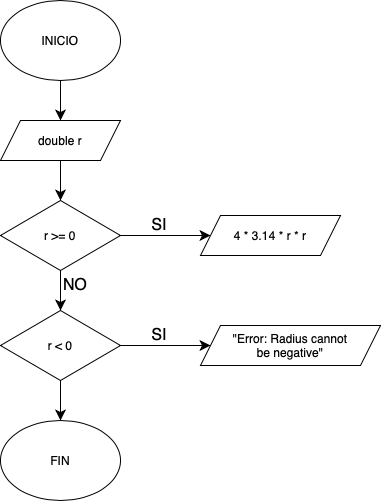 INICIO
double r
r >= 0
SI
4 * 3.14 * r * r
NO
r < 0
SI
"Error: Radius cannot
be negative"
FIN